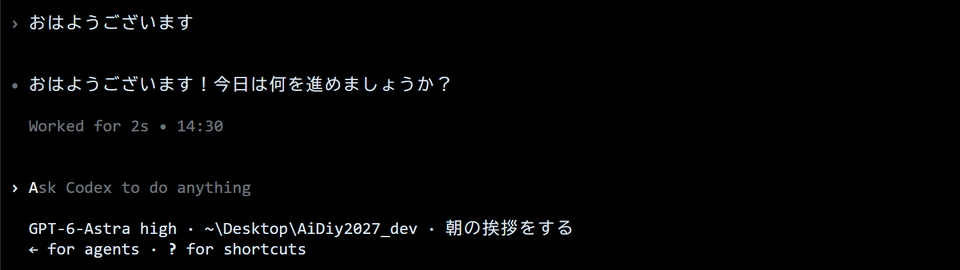 › おはようございます
• おはようございます！今日は何を進めましょうか？
Worked for 2s • 14:30
› Ask Codex to do anything
GPT-6-Astra high · ~\Desktop\AiDiy2027_dev · 朝の挨拶をする
← for agents · ? for shortcuts